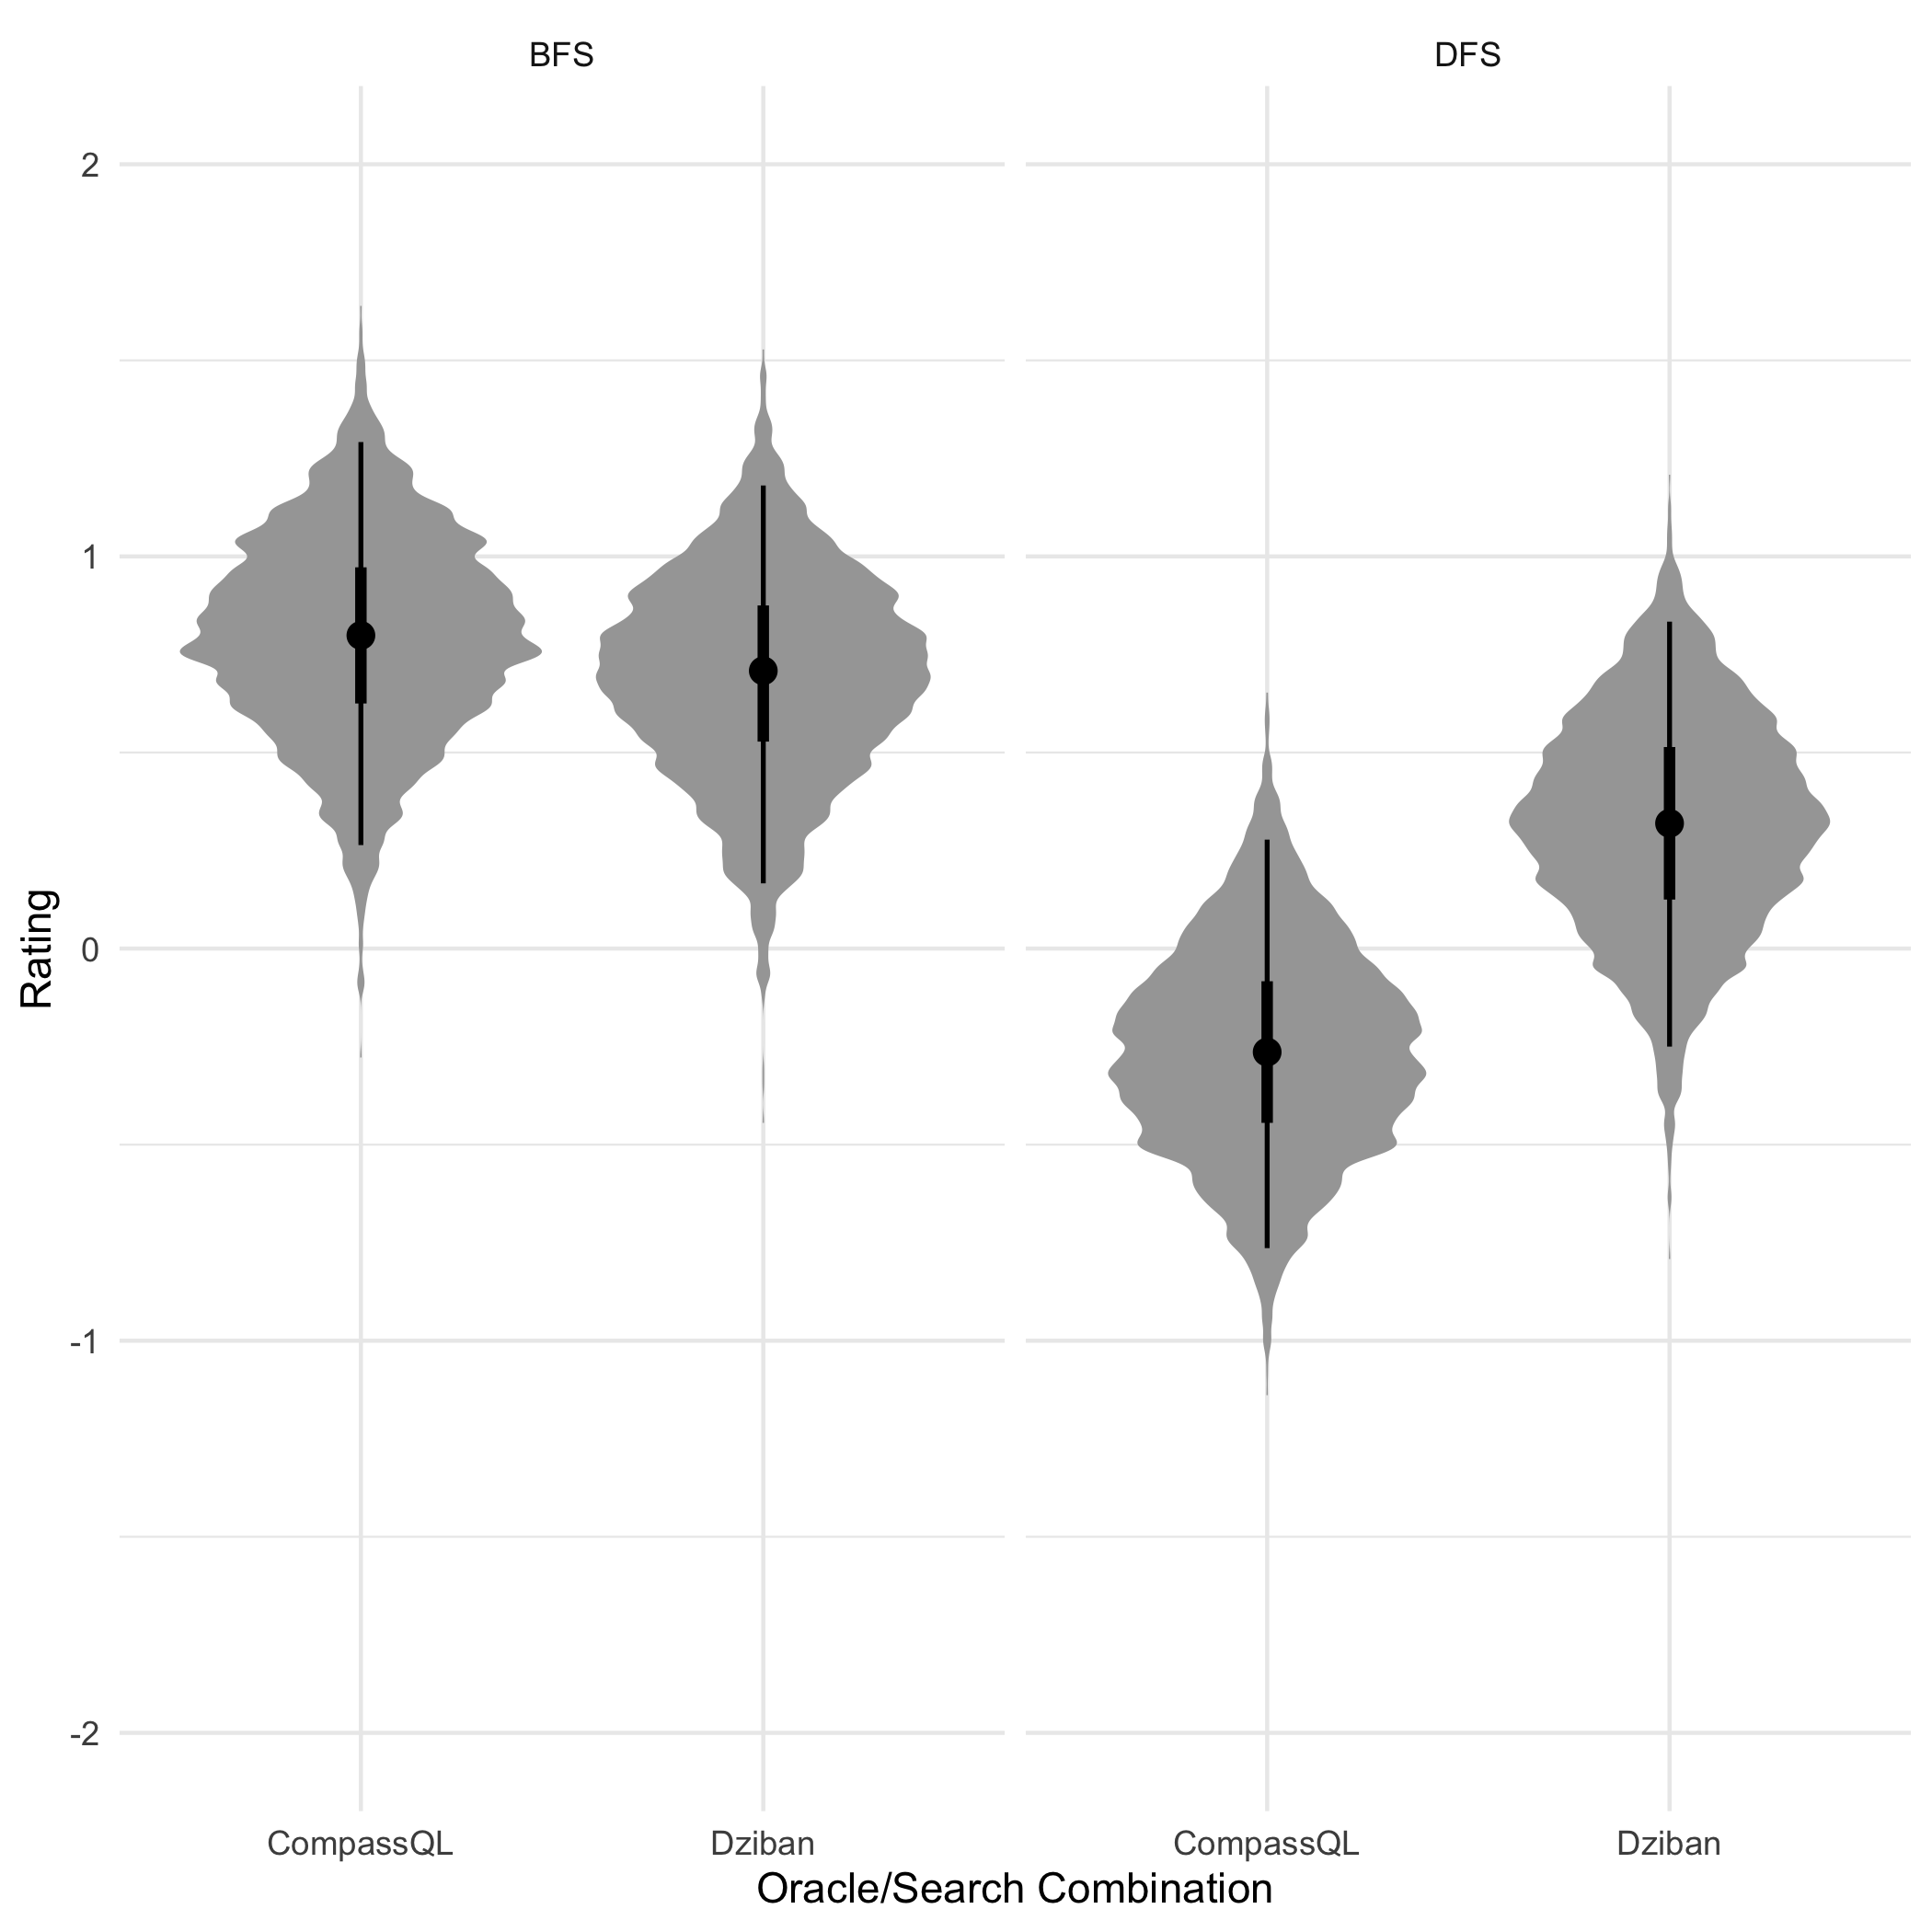 BFS
DFS
2
1
0
-1
-2
Rating
CompassQL
Dziban
CompassQL
Dziban
Oracle/Search Combination